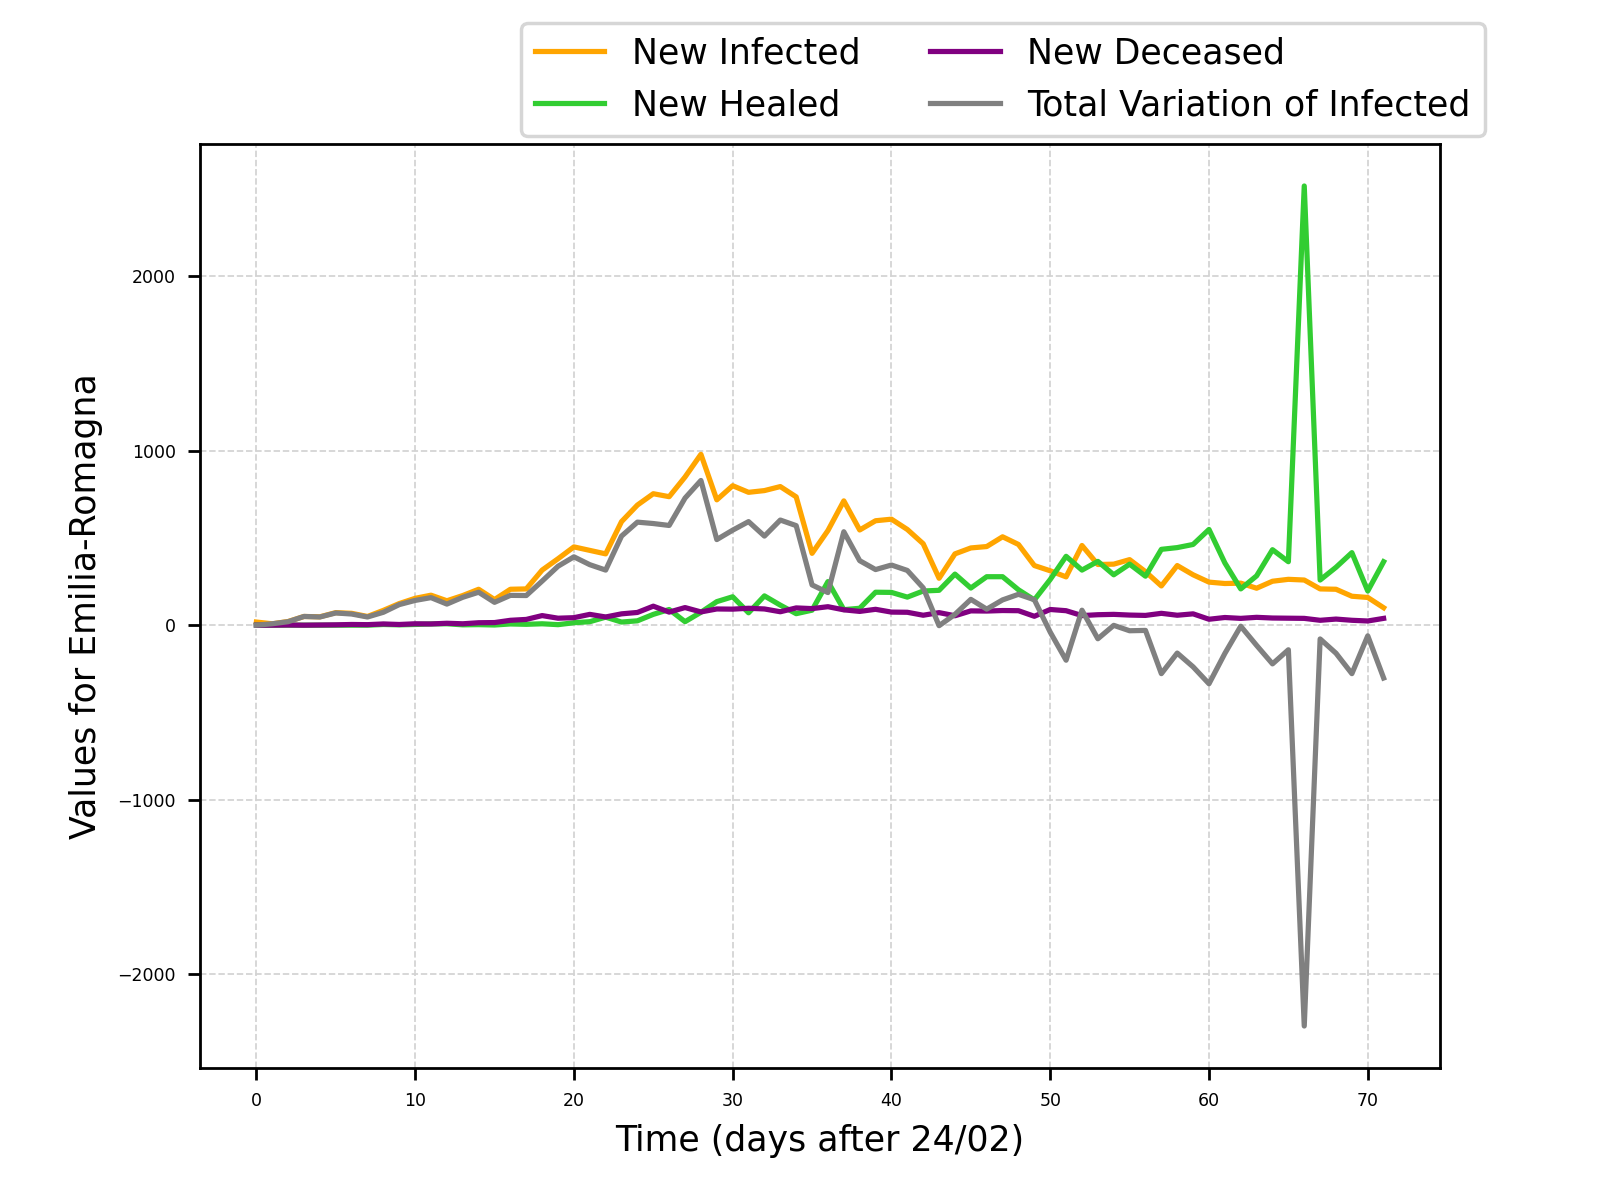 New Infected
New Healed
New Deceased
Total Variation of Infected
Values for Emilia-Romagna
2000
1000
0
−1000
−2000
0 10 20 30 40 50 60 70
Time (days after 24/02)